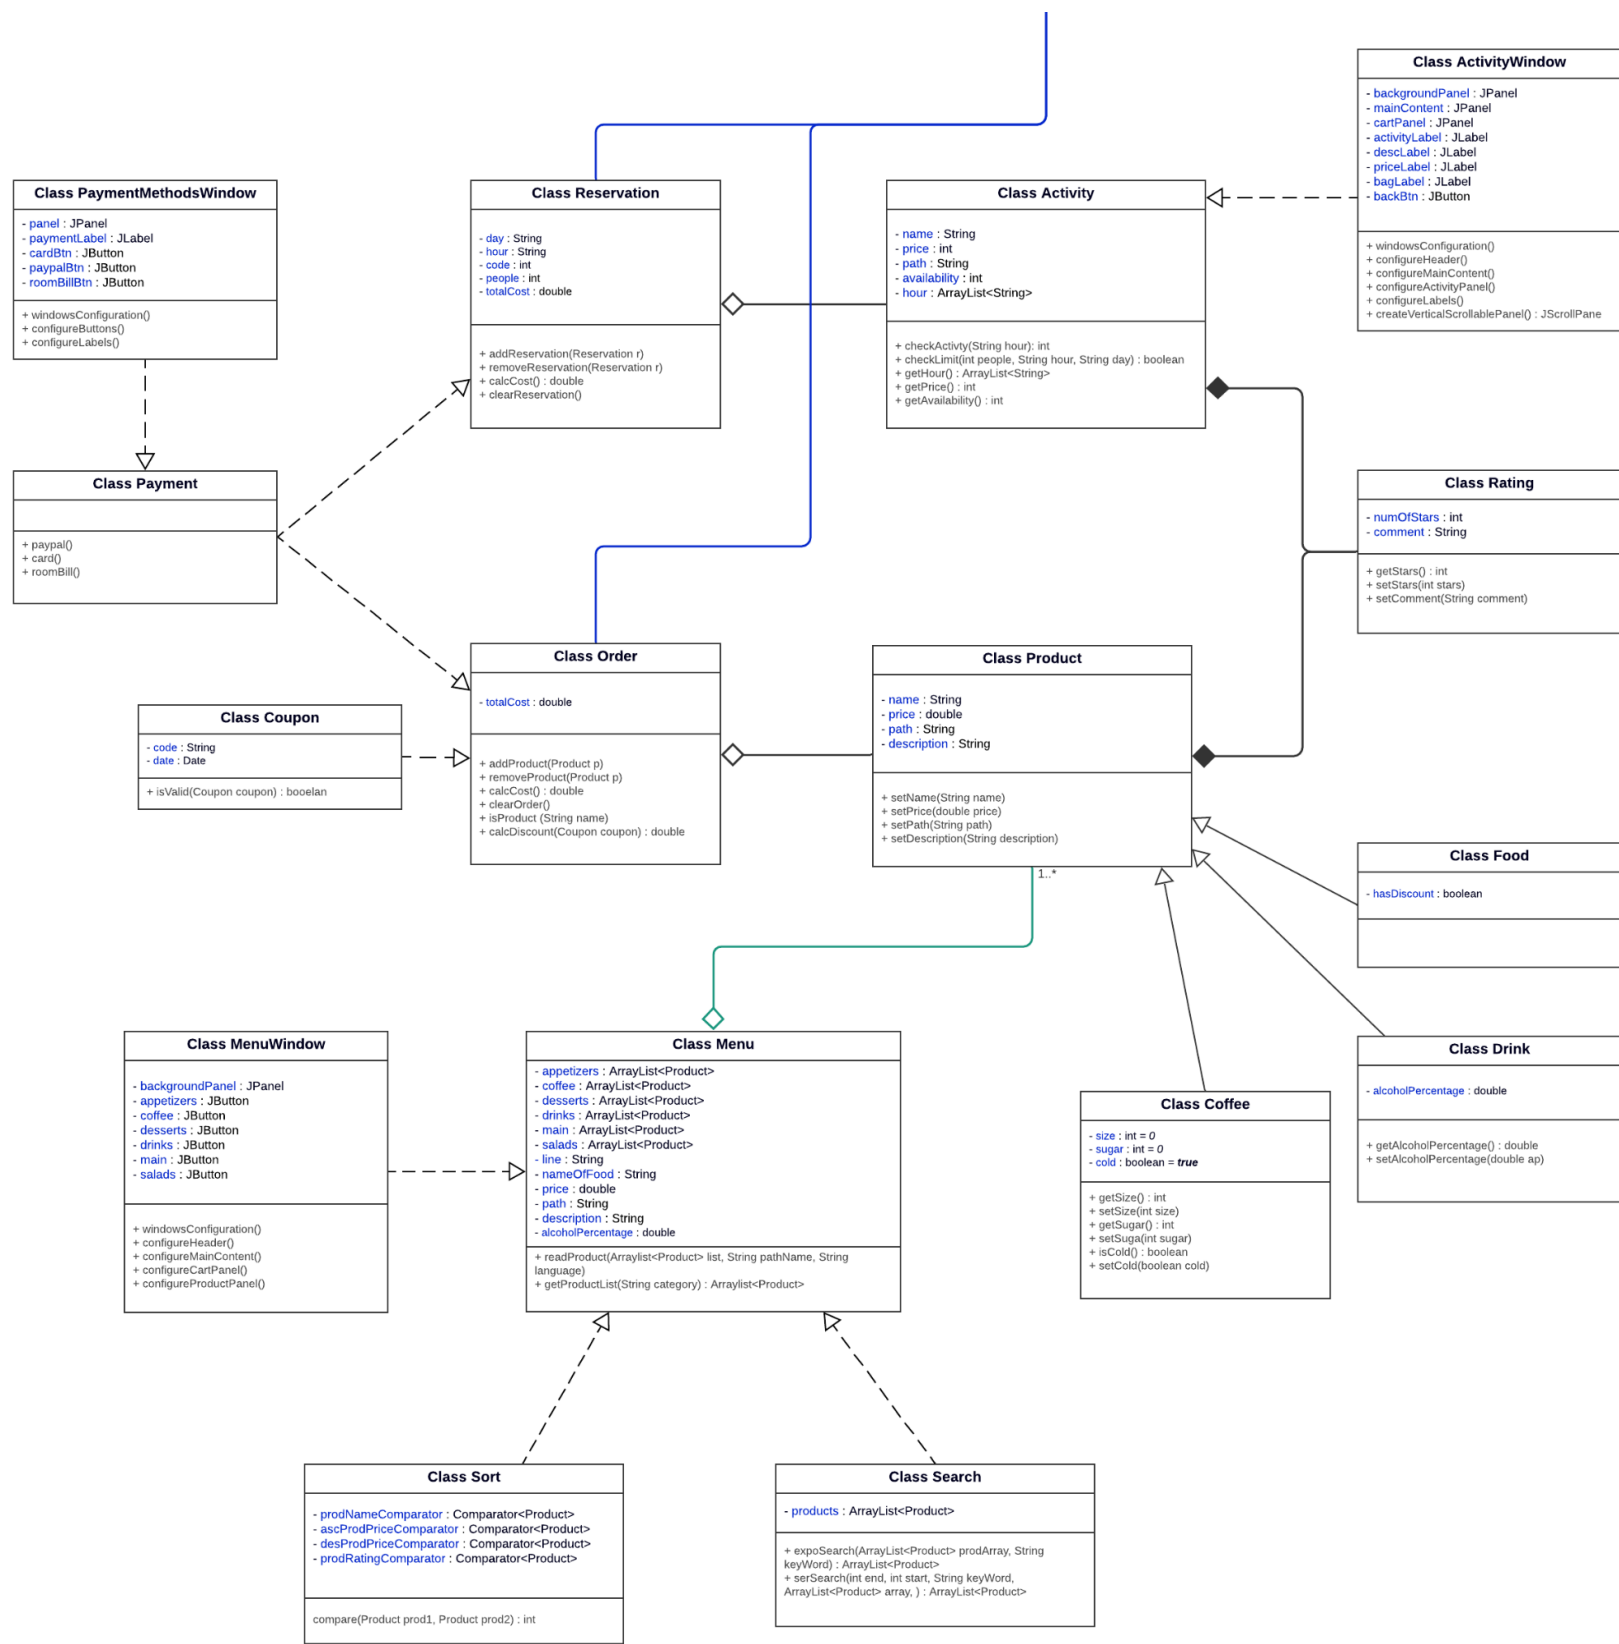 Class ActivityWindow
- backgroundPanel : JPanel
- mainContent : JPanel
- cartPanel : JPanel
- activityLabel : JLabel
- descLabel : JLabel
- priceLabel : JLabel
- bagLabel : JLabel
- backBtn : JButton
+ windowsConfiguration()
+ configureHeader()
+ configureMainContent()
+ configureActivityPanel()
+ configureLabels()
+ createVerticalScrollablePanel() : JScrollPane
Class PaymentMethodsWindow
- panel : JPanel
- paymentLabel : JLabel
- cardBtn : JButton
- paypalBtn : JButton
- roomBillBtn : JButton
+ windowsConfiguration()
+ configureButtons()
+ configureLabels()
Class Reservation
- day : String
- hour : String
- code : int
- people : int
- totalCost : double
+ addReservation(Reservation r)
+ removeReservation(Reservation r)
+ calcCost() : double
+ clearReservation()
Class Activity
- name : String
- price : int
- path : String
- availability : int
- hour : ArrayList<String>
+ checkActivty(String hour): int
+ checkLimit(int people, String hour, String day) : boolean
+ getHour() : ArrayList<String>
+ getPrice() : int
+ getAvailability() : int
Class Payment
+ paypal()
+ card()
+ roomBill()
Class Rating
- numOfStars : int
- comment : String
+ getStars() : int
+ setStars(int stars)
+ setComment(String comment)
Class Order
- totalCost : double
+ addProduct(Product p)
+ removeProduct(Product p)
+ calcCost() : double
+ clearOrder()
+ isProduct (String name)
+ calcDiscount(Coupon coupon) : double
Class Product
- name : String
- price : double
- path : String
- description : String
+ setName(String name)
+ setPrice(double price)
+ setPath(String path)
+ setDescription(String description)
1..*
Class Coupon
- code : String
- date : Date
+ isValid(Coupon coupon) : booelan
Class Food
- hasDiscount : boolean
Class MenuWindow
- backgroundPanel : JPanel
- appetizers : JButton
- coffee : JButton
- desserts : JButton
- drinks : JButton
- main : JButton
- salads : JButton
+ windowsConfiguration()
+ configureHeader()
+ configureMainContent()
+ configureCartPanel()
+ configureProductPanel()
Class Menu
- appetizers : ArrayList<Product>
- coffee : ArrayList<Product>
- desserts : ArrayList<Product>
- drinks : ArrayList<Product>
- main : ArrayList<Product>
- salads : ArrayList<Product>
- line : String
- nameOfFood : String
- price : double
- path : String
- description : String
- alcoholPercentage : double
+ readProduct(Arraylist<Product> list, String pathName, String
language)
+ getProductList(String category) : Arraylist<Product>
Class Coffee
- size : int = 0
- sugar : int = 0
- cold : boolean = true
+ getSize() : int
+ setSize(int size)
+ getSugar() : int
+ setSuga(int sugar)
+ isCold() : boolean
+ setCold(boolean cold)
Class Drink
- alcoholPercentage : double
+ getAlcoholPercentage() : double
+ setAlcoholPercentage(double ap)
Class Sort
- prodNameComparator : Comparator<Product>
- ascProdPriceComparator : Comparator<Product>
- desProdPriceComparator : Comparator<Product>
- prodRatingComparator : Comparator<Product>
compare(Product prod1, Product prod2) : int
Class Search
- products : ArrayList<Product>
+ expoSearch(ArrayList<Product> prodArray, String
keyWord) : ArrayList<Product>
+ serSearch(int end, int start, String keyWord,
ArrayList<Product> array, ) : ArrayList<Product>